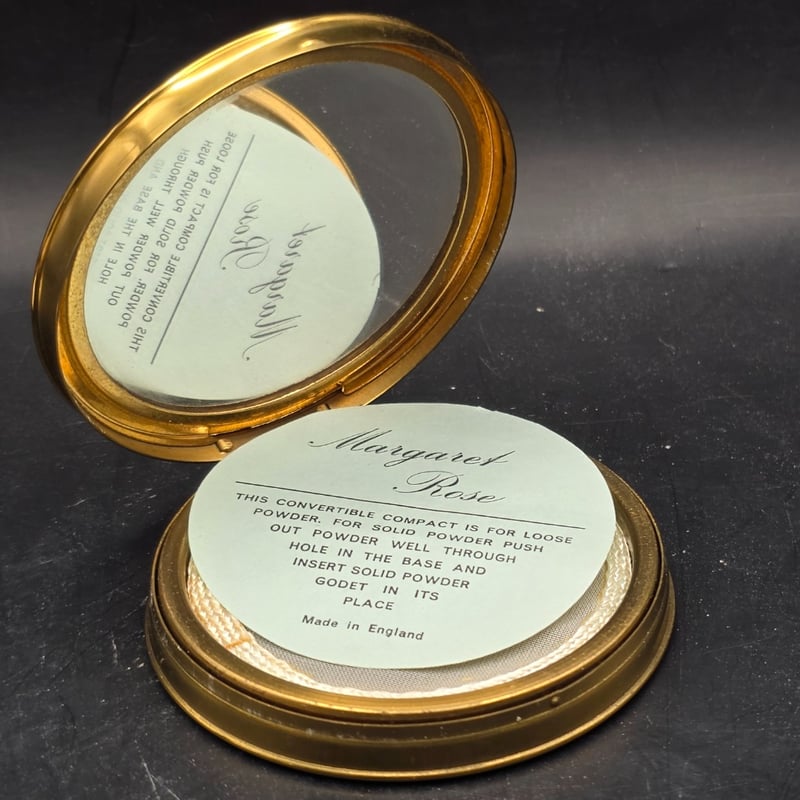 Margaret
Rose
THIS CONVERTIBLE COMPACT IS FOR LOOSE
POWDER. FOR SOLID POWDER PUSH
OUT POWDER WELL THROUGH
HOLE IN THE BASE AND
INSERT SOLID POWDER
GODET IN ITS
PLACE
Made in England